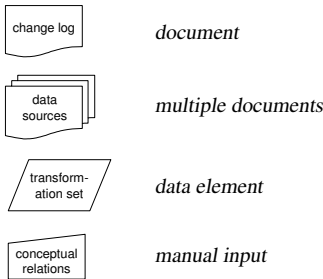 change log
document
data
sources
multiple documents
transform-
ation set
data element
conceptual
relations
manual input